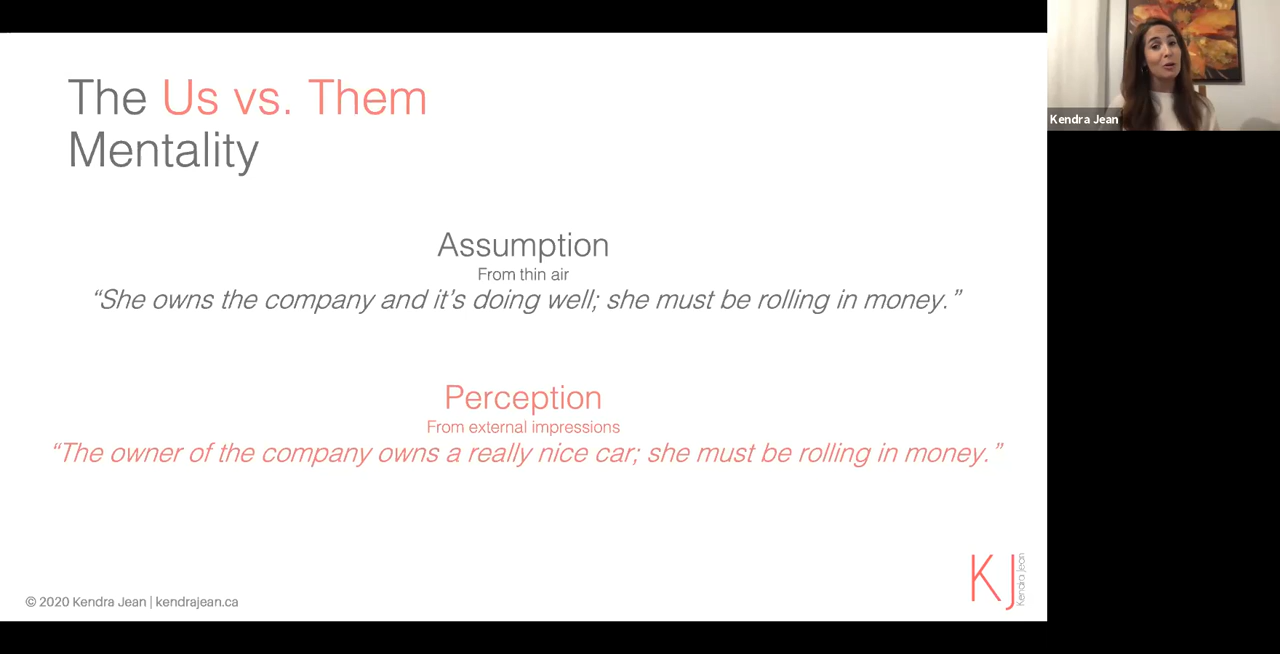 The Us vs. Them
Mentality
Assumption
From thin air
“She owns the company and it’s doing well; she must be rolling in money.”
Perception
From external impressions
“The owner of the company owns a really nice car; she must be rolling in money.”
© 2020 Kendra Jean | kendrajean.ca
KJ
Kendra Jean
Kendra Jean